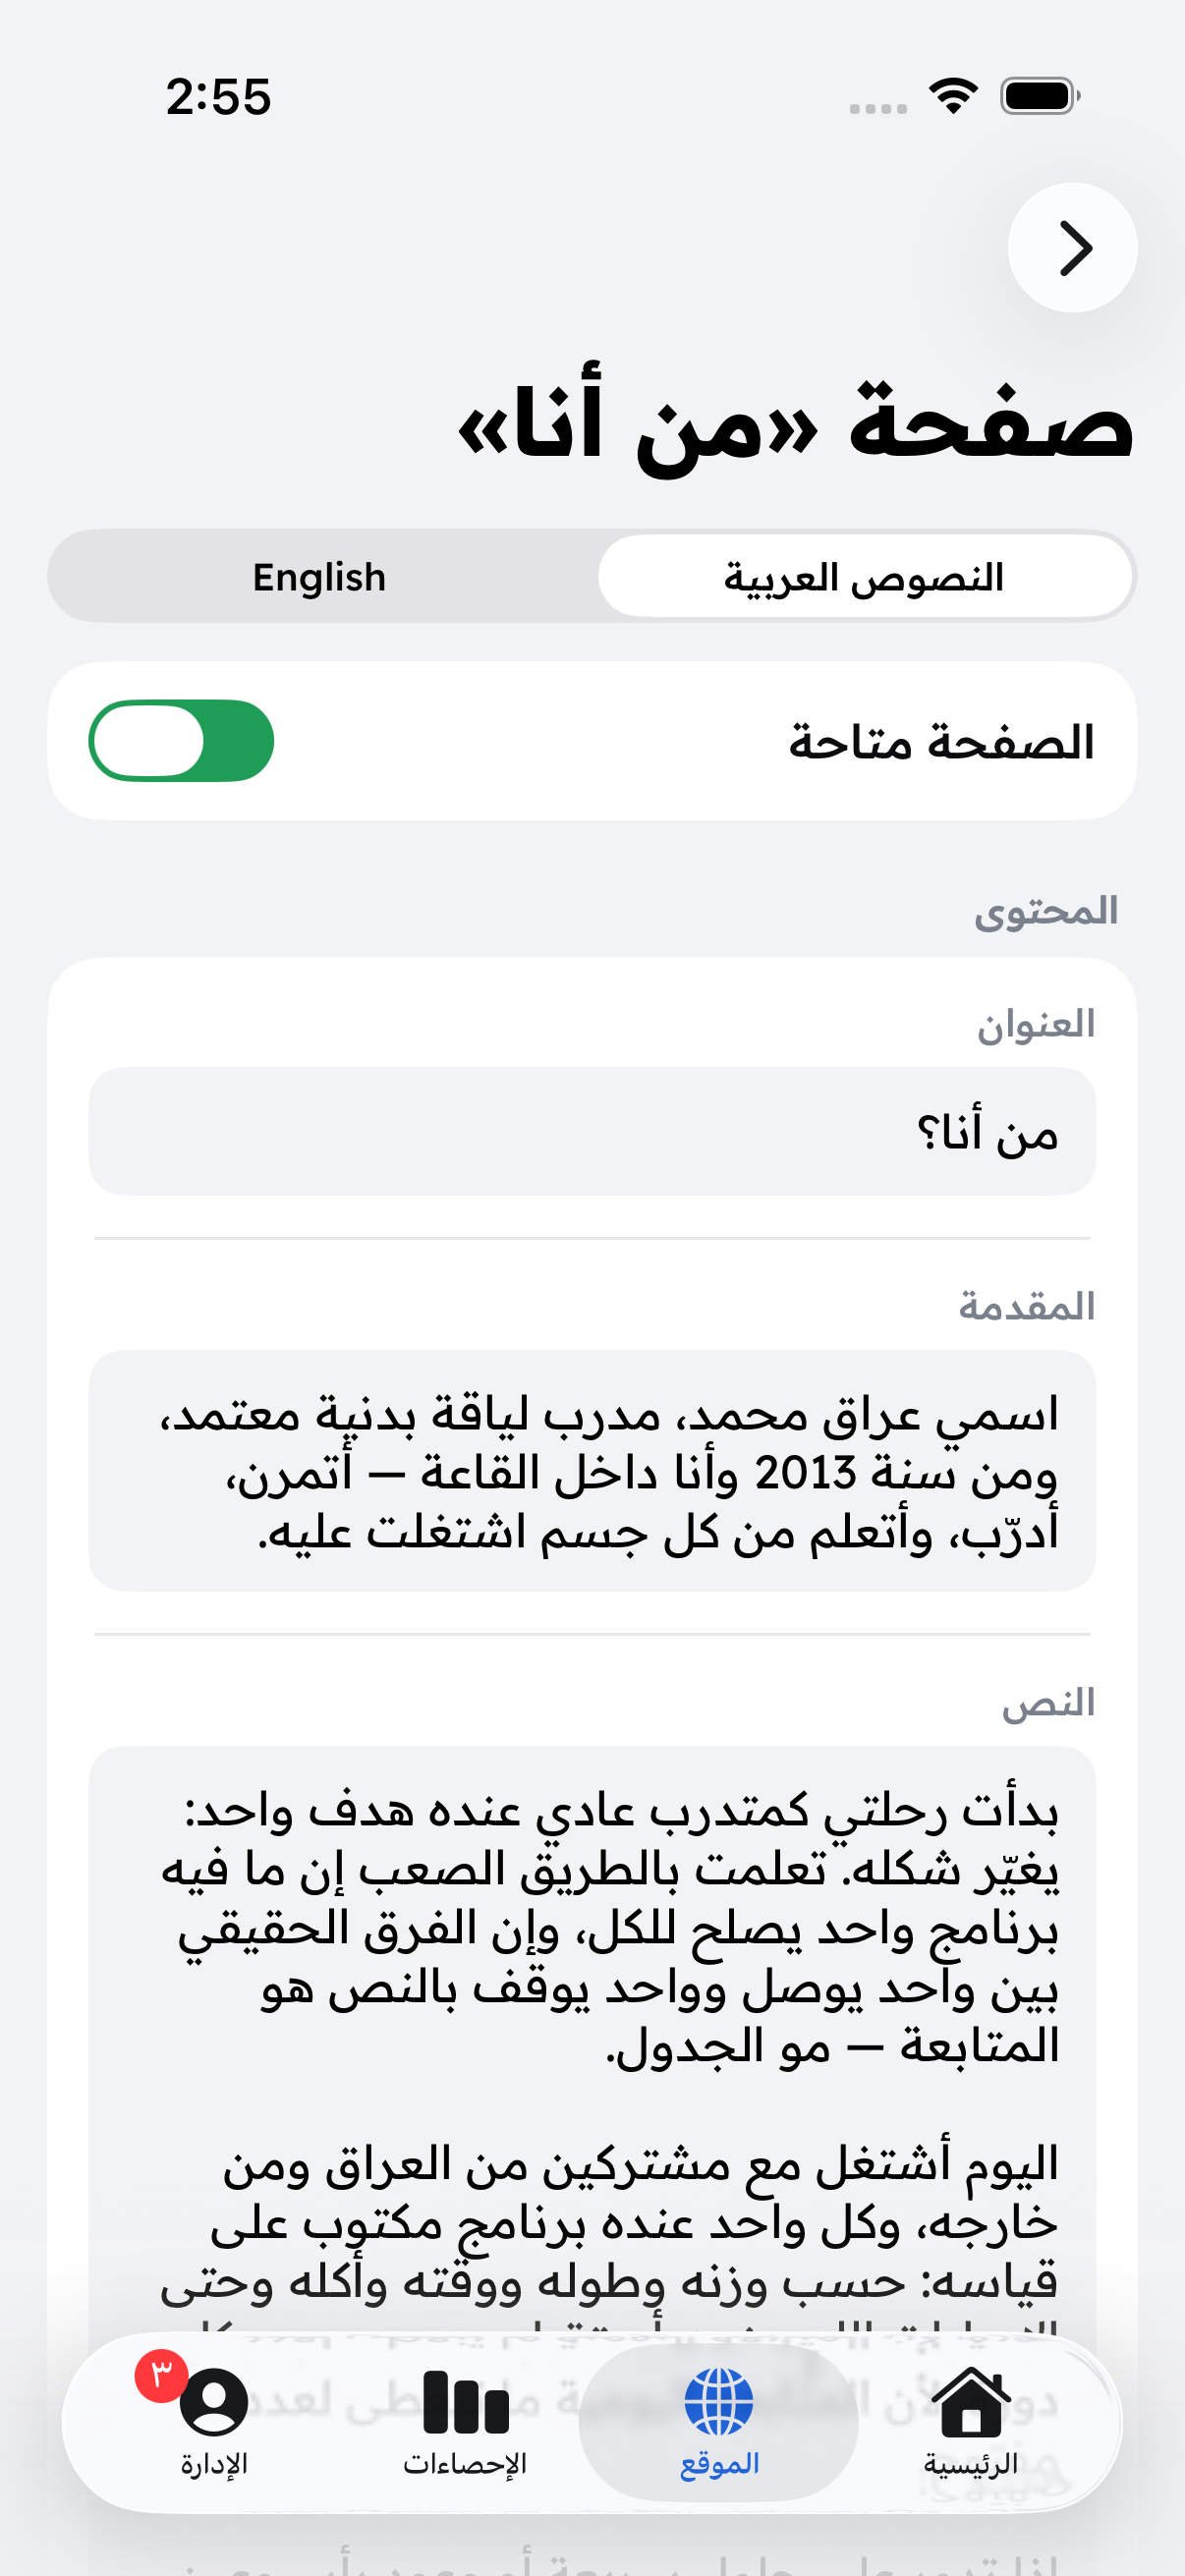 2:55
صفحة «من أنا»
النصوص العربية
English
الصفحة متاحة
المحتوى
العنوان
من أنا؟
المقدمة
اسمي عراق محمد، مدرب لياقة بدنية معتمد،
ومن سنة 2013 وأنا داخل القاعة — أتمرن،
أدرّب، وأتعلم من كل جسم اشتغلت عليه.
النص
بدأت رحلتي كمتدرب عادي عنده هدف واحد:
يغيّر شكله. تعلمت بالطريق الصعب إن ما فيه
برنامج واحد يصلح للكل، وإن الفرق الحقيقي
بين واحد يوصل وواحد يوقف بالنص هو
المتابعة — مو الجدول.
اليوم أشتغل مع مشتركين من العراق ومن
خارجه، وكل واحد عنده برنامج مكتوب على
قياسه: حسب وزنه وطوله ووقته وأكله وحتى
الرئيسية
الموقع
الإحصاءات
الإدارة
٣